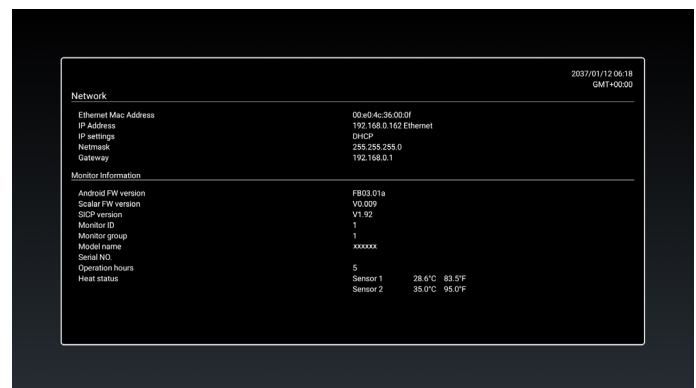 2037/01/12 06:18
GMT+00:00
Network
Ethernet Mac Address 00:e0:4c:36:00:0f
IP Address 192.168.0.162 Ethernet
IP settings DHCP
Netmask 255.255.255.0
Gateway 192.168.0.1
Monitor Information
Android FW version FB03.01a
Scalar FW version V0.009
SICP version V1.92
Monitor ID 1
Monitor group 1
Model name xxxxxx
Serial NO.
Operation hours 5
Heat status Sensor 1 28.6°C 83.5°F
Sensor 2 35.0°C 95.0°F